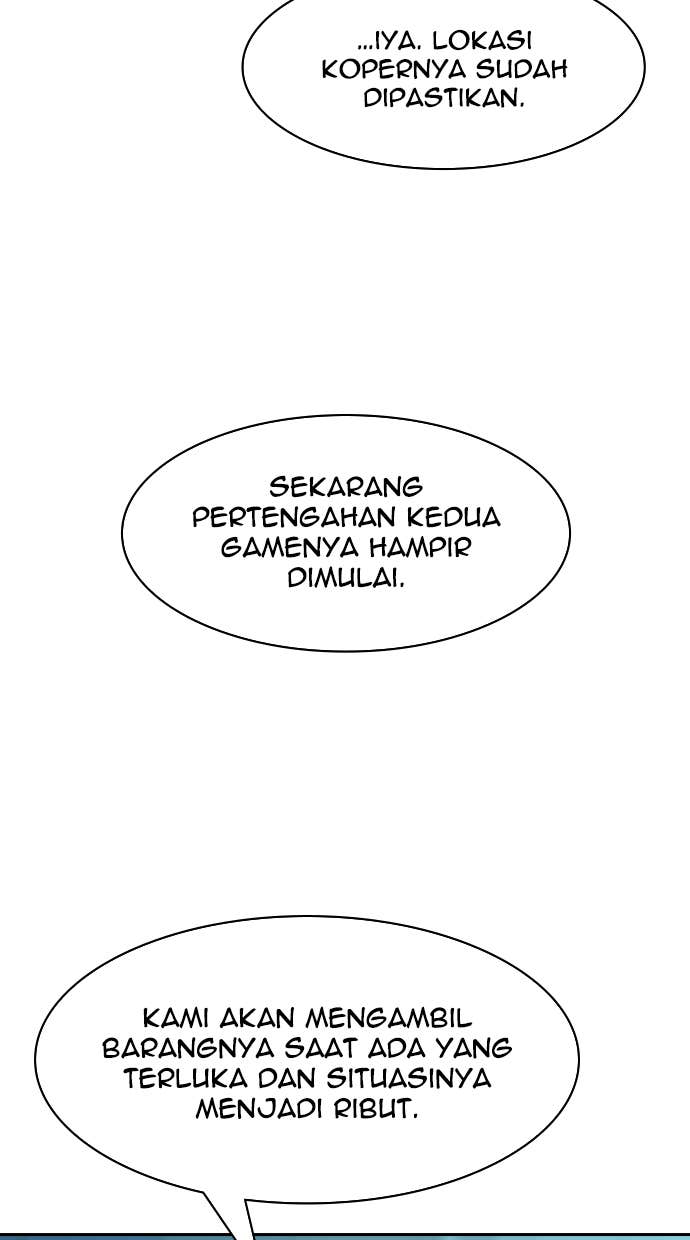 ...IYA. LOKASI
KOPERNYA SUDAH
DIPASTIKAN.
SEKARANG
PERTENGAHAN KEDUA
GAMENYA HAMPIR
DIMULAI.
KAMI AKAN MENGAMBIL
BARANGNYA SAAT ADA YANG
TERLUKA DAN SITUASINYA
MENJADI RIBUT.